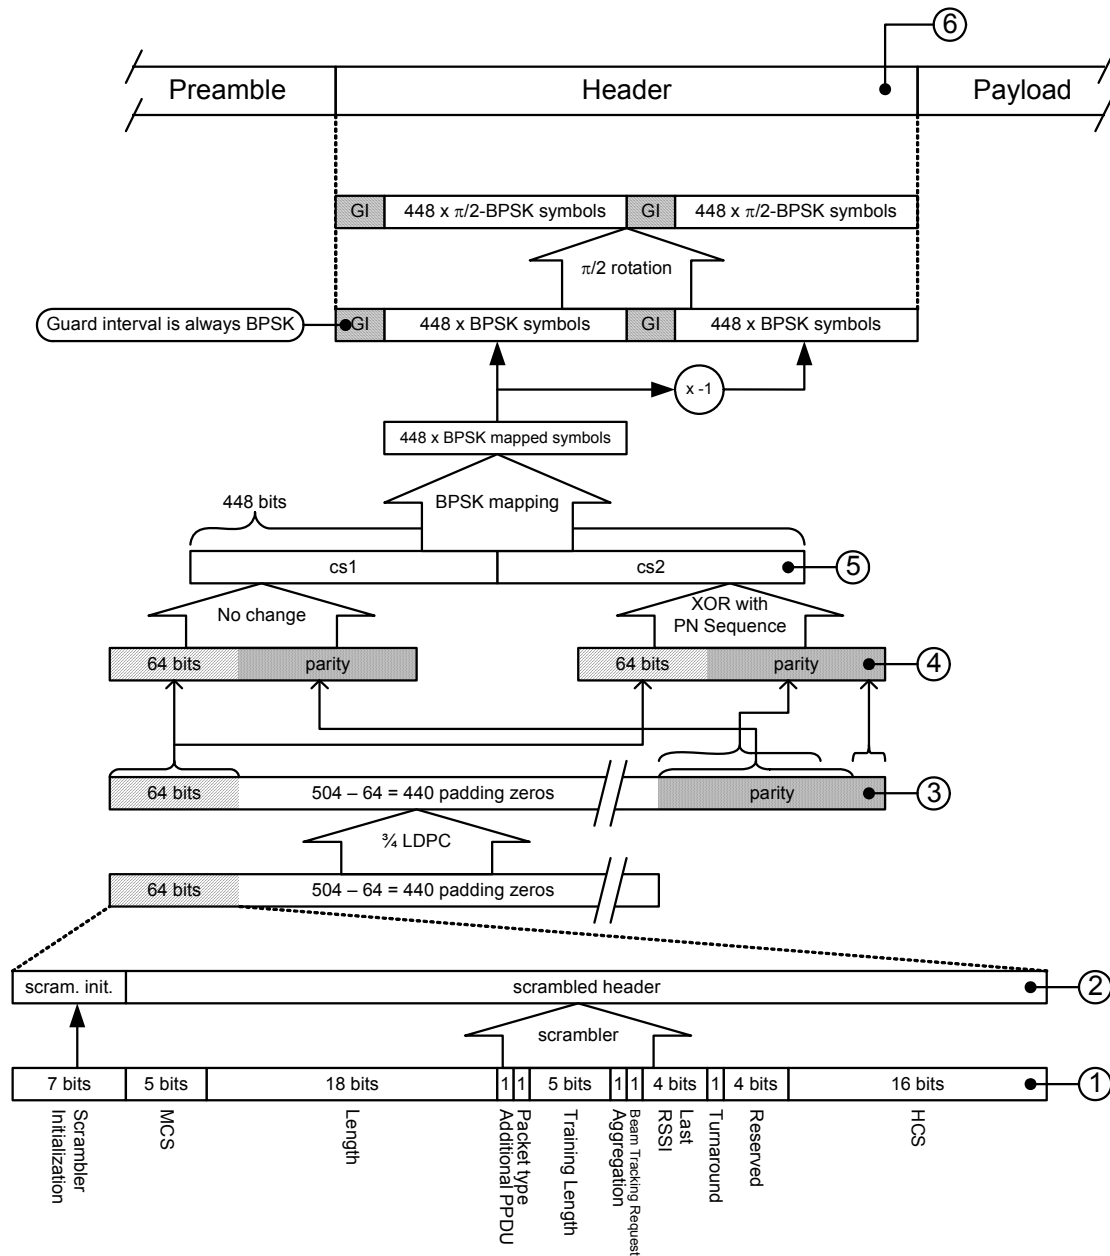 6
Preamble
Header
Payload
GI
448 x π/2-BPSK symbols
GI
448 x π/2-BPSK symbols
π/2 rotation
Guard interval is always BPSK
GI
448 x BPSK symbols
GI
448 x BPSK symbols
x -1
448 x BPSK mapped symbols
BPSK mapping
448 bits
cs1
cs2
5
No change
XOR with
PN Sequence
64 bits
parity
64 bits
parity
4
64 bits
504 – 64 = 440 padding zeros
parity
3
¾ LDPC
64 bits
504 – 64 = 440 padding zeros
scram. init.
scrambled header
2
scrambler
7 bits
5 bits
18 bits
1
1
5 bits
1
1
4 bits
1
4 bits
16 bits
1
Scrambler
Initialization
MCS
Length
Additional PPDU
Packet type
Training Length
Aggregation
Beam Tracking Request
Last
RSSI
Turnaround
Reserved
HCS